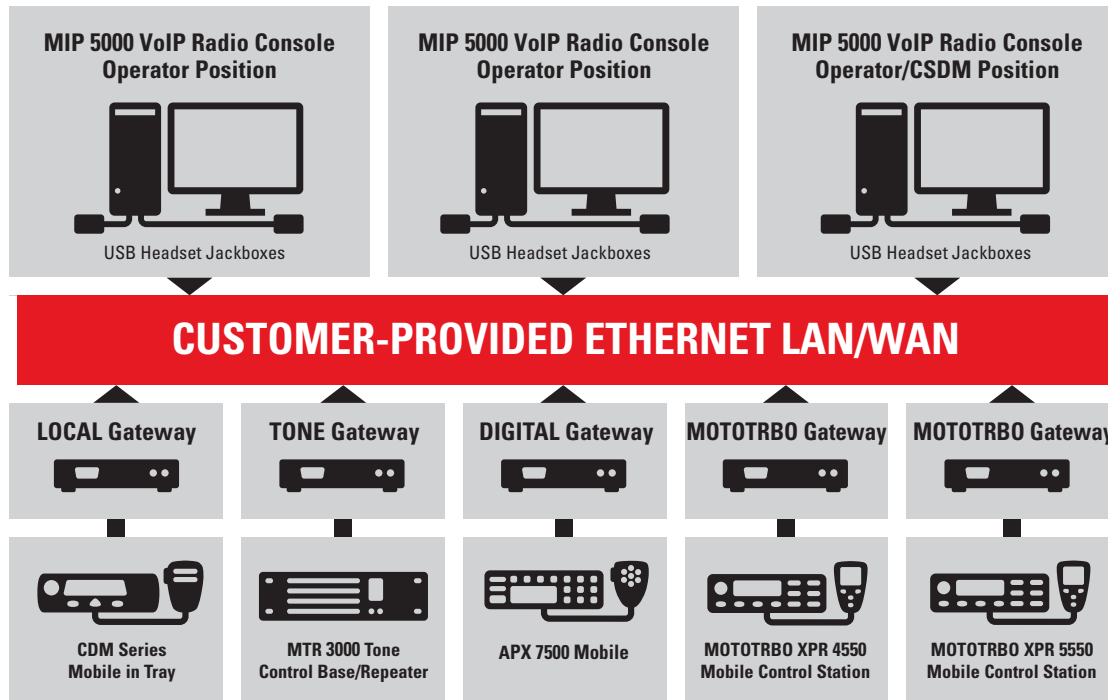 MIP 5000 VoIP Radio Console
Operator Position
USB Headset Jackboxes
MIP 5000 VoIP Radio Console
Operator Position
USB Headset Jackboxes
MIP 5000 VoIP Radio Console
Operator/CSDM Position
USB Headset Jackboxes
CUSTOMER-PROVIDED ETHERNET LAN/WAN
LOCAL Gateway
TONE Gateway
DIGITAL Gateway
MOTOTRBO Gateway
MOTOTRBO Gateway
CDM Series
Mobile in Tray
MTR 3000 Tone
Control Base/Repeater
APX 7500 Mobile
MOTOTRBO XPR 4550
Mobile Control Station
MOTOTRBO XPR 5550
Mobile Control Station